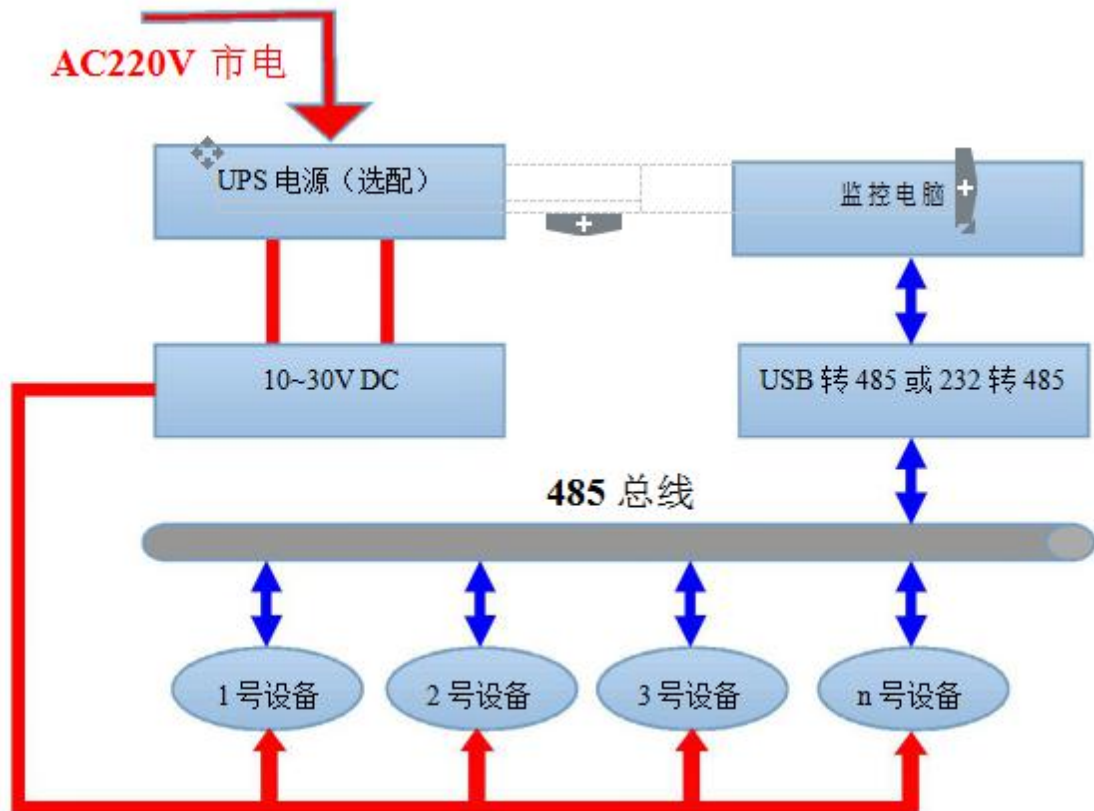 AC220V 市电
UPS 电源（选配）
监控电脑
10~30V DC
USB 转 485 或 232 转 485
485 总线
1 号设备
2 号设备
3 号设备
n 号设备